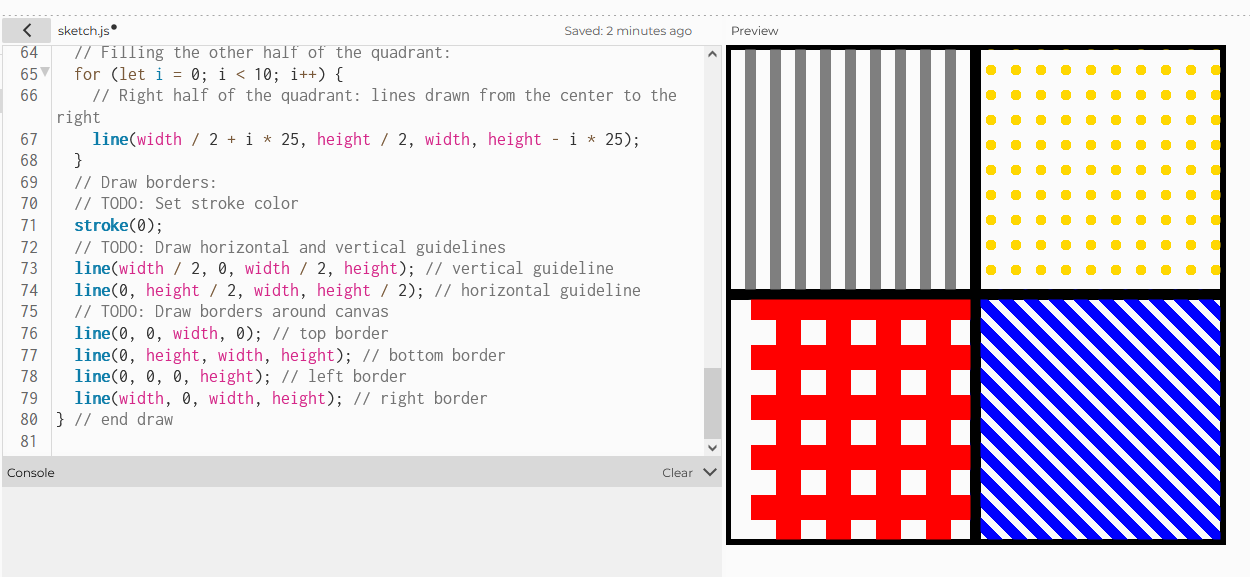 sketch.js●
Saved: 2 minutes ago
Preview
64 // Filling the other half of the quadrant:
65 for (let i = 0; i < 10; i++) {
66 // Right half of the quadrant: lines drawn from the center to the
right
67 line(width / 2 + i * 25, height / 2, width, height - i * 25);
68 }
69 // Draw borders:
70 // TODO: Set stroke color
71 stroke(0);
72 // TODO: Draw horizontal and vertical guidelines
73 line(width / 2, 0, width / 2, height); // vertical guideline
74 line(0, height / 2, width, height / 2); // horizontal guideline
75 // TODO: Draw borders around canvas
76 line(0, 0, width, 0); // top border
77 line(0, height, width, height); // bottom border
78 line(0, 0, 0, height); // left border
79 line(width, 0, width, height); // right border
80 } // end draw
81
Console
Clear